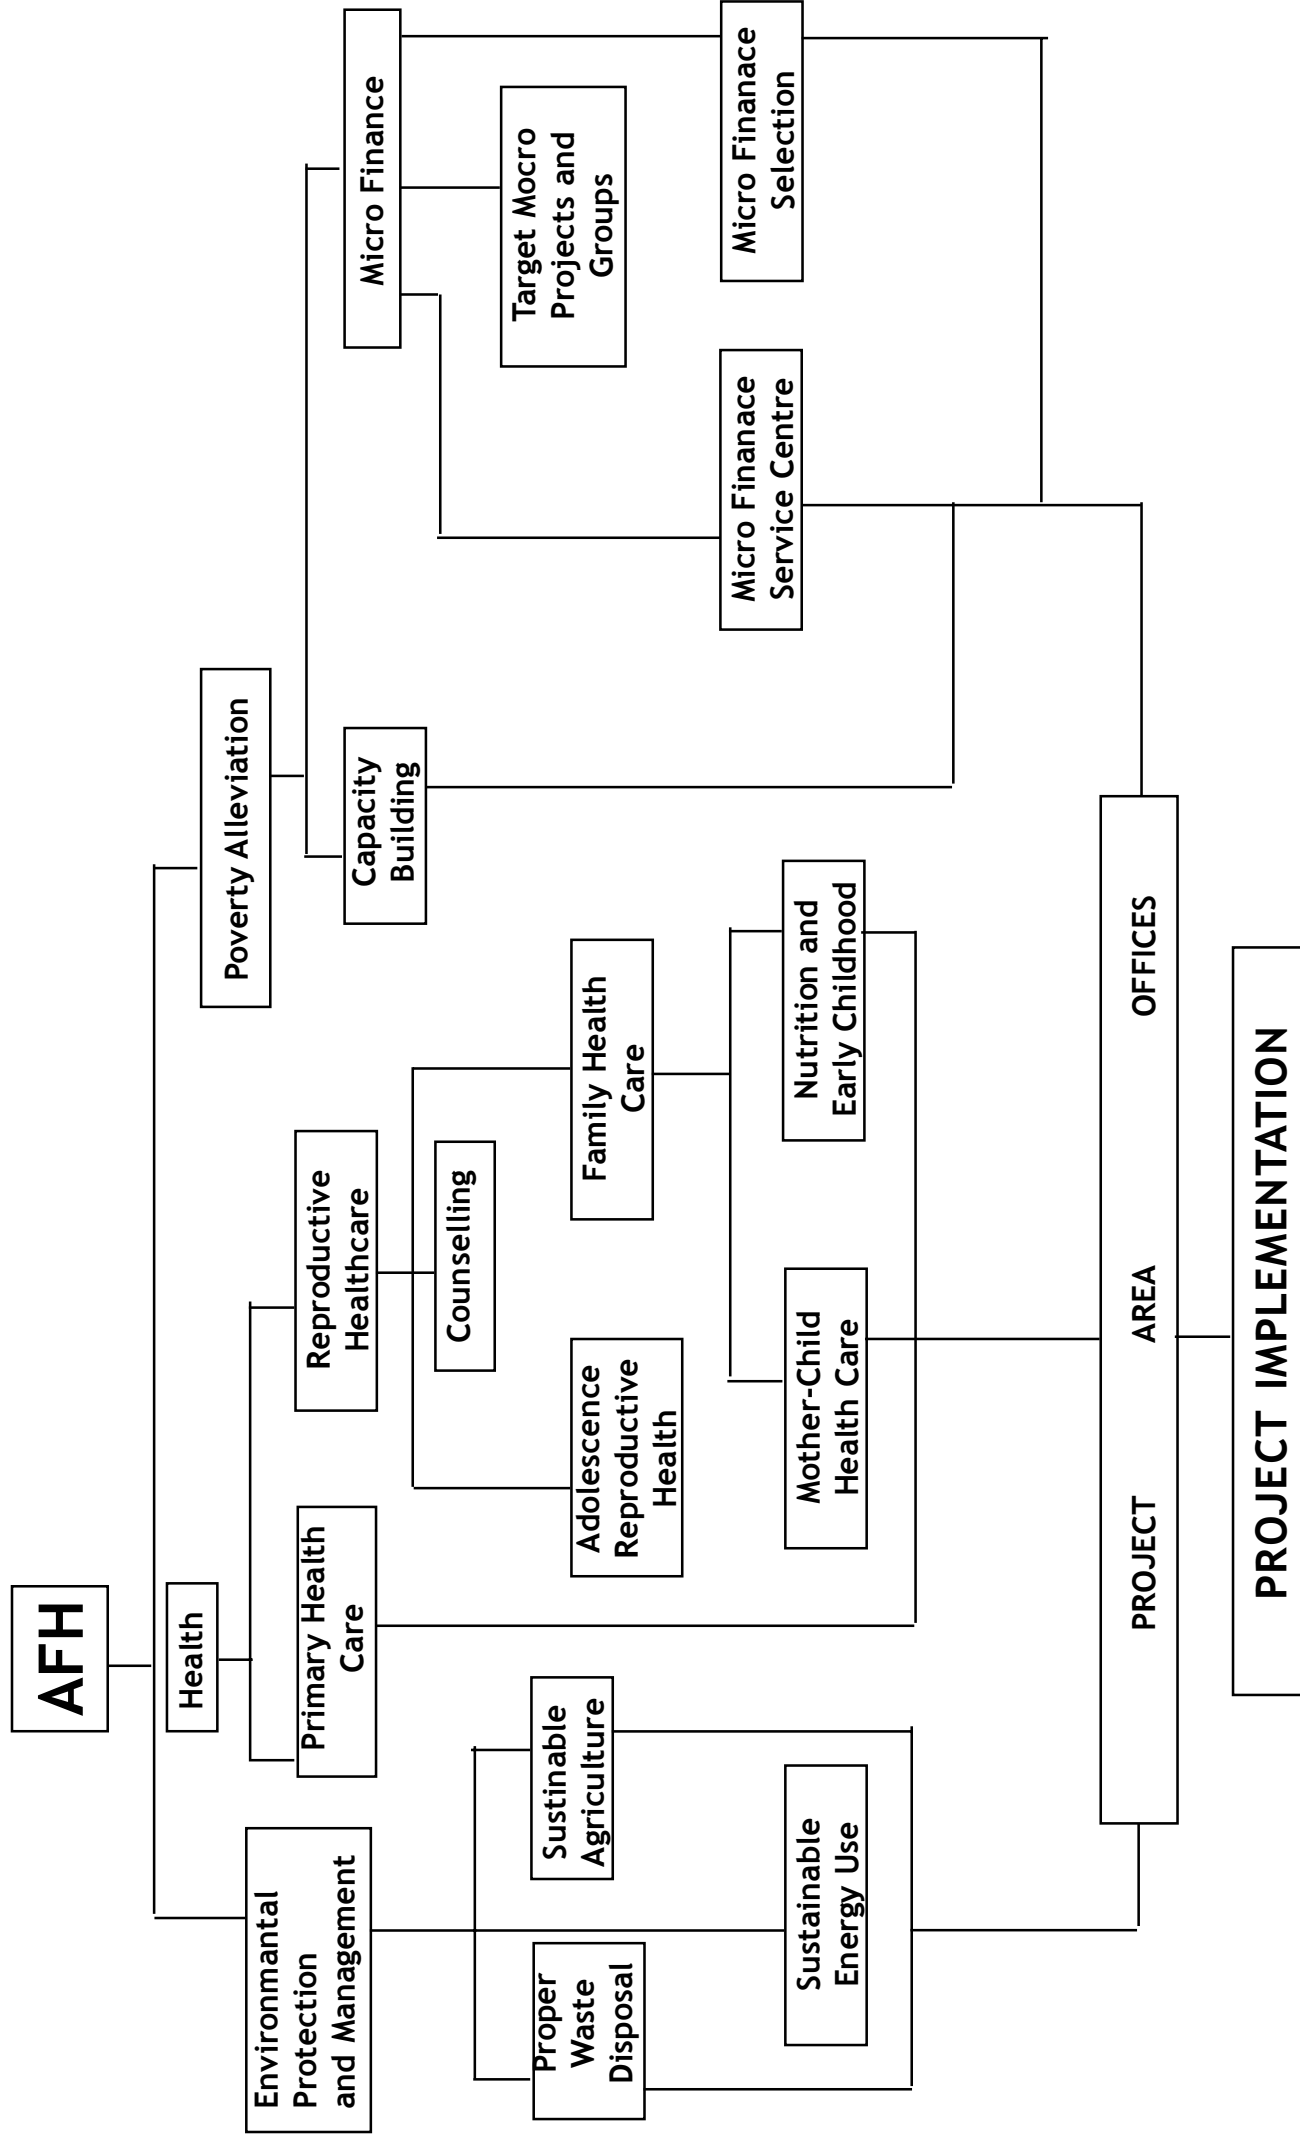 AFH
Health
Poverty Alleviation
Environmantal
Protection
and Management
Primary Health
Care
Reproductive
Healthcare
Capacity
Building
Micro Finance
Counselling
Proper
Waste
Disposal
Sustinable
Agriculture
Adolescence
Reproductive
Health
Family Health
Care
Target Mocro
Projects and
Groups
Sustainable
Energy Use
Mother-Child
Health Care
Nutrition and
Early Childhood
Micro Finanace
Service Centre
Micro Finanace
Selection
PROJECT AREA OFFICES
PROJECT IMPLEMENTATION